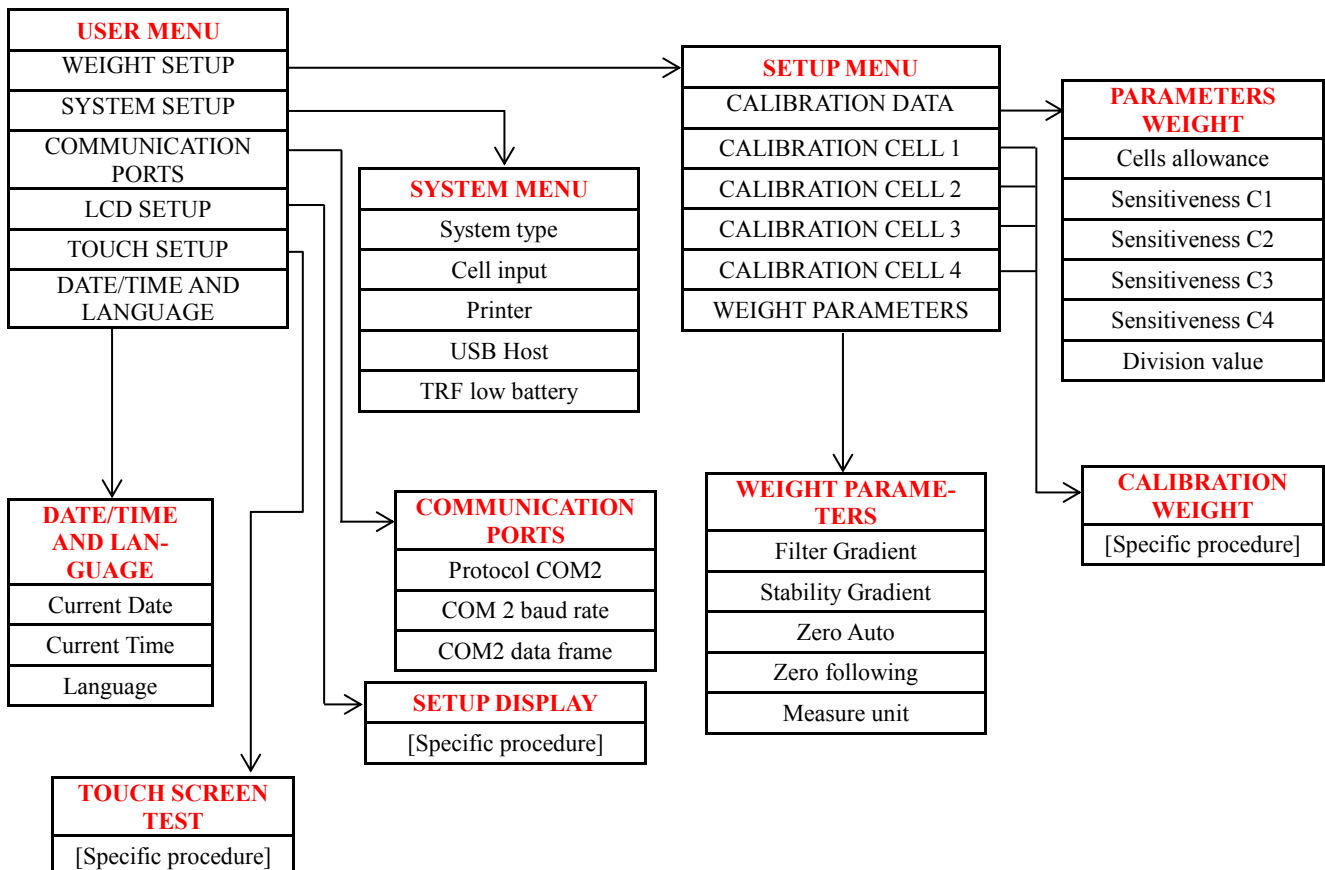 USER MENU
WEIGHT SETUP
SYSTEM SETUP
COMMUNICATION
PORTS
LCD SETUP
TOUCH SETUP
DATE/TIME AND
LANGUAGE
SETUP MENU
CALIBRATION DATA
CALIBRATION CELL 1
CALIBRATION CELL 2
CALIBRATION CELL 3
CALIBRATION CELL 4
WEIGHT PARAMETERS
PARAMETERS
WEIGHT
Cells allowance
Sensitiveness C1
Sensitiveness C2
Sensitiveness C3
Sensitiveness C4
Division value
SYSTEM MENU
System type
Cell input
Printer
USB Host
TRF low battery
DATE/TIME
AND LAN-
GUAGE
Current Date
Current Time
Language
COMMUNICATION
PORTS
Protocol COM2
COM 2 baud rate
COM2 data frame
WEIGHT PARAME-
TERS
Filter Gradient
Stability Gradient
Zero Auto
Zero following
Measure unit
CALIBRATION
WEIGHT
[Specific procedure]
SETUP DISPLAY
[Specific procedure]
TOUCH SCREEN
TEST
[Specific procedure]